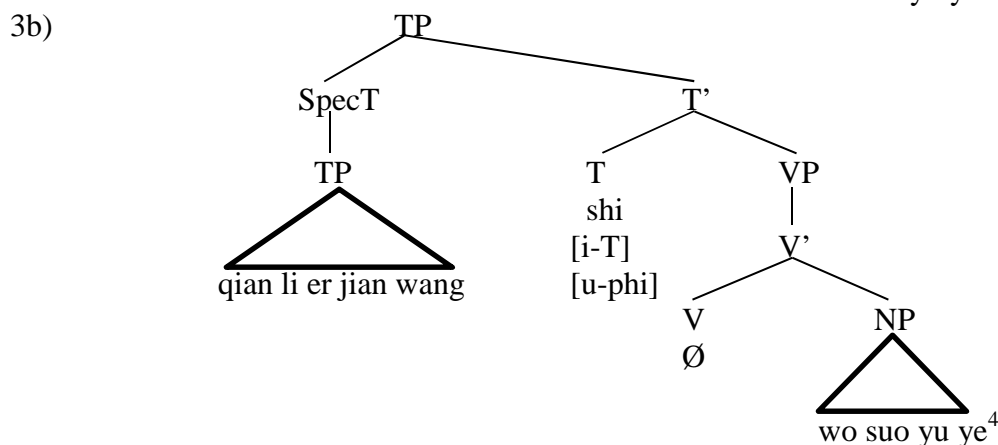 3b)
TP
SpecT T’
TP T VP
shi
[i-T] V’
qian li er jian wang [u-phi]
V NP
Ø
wo suo yu ye⁴